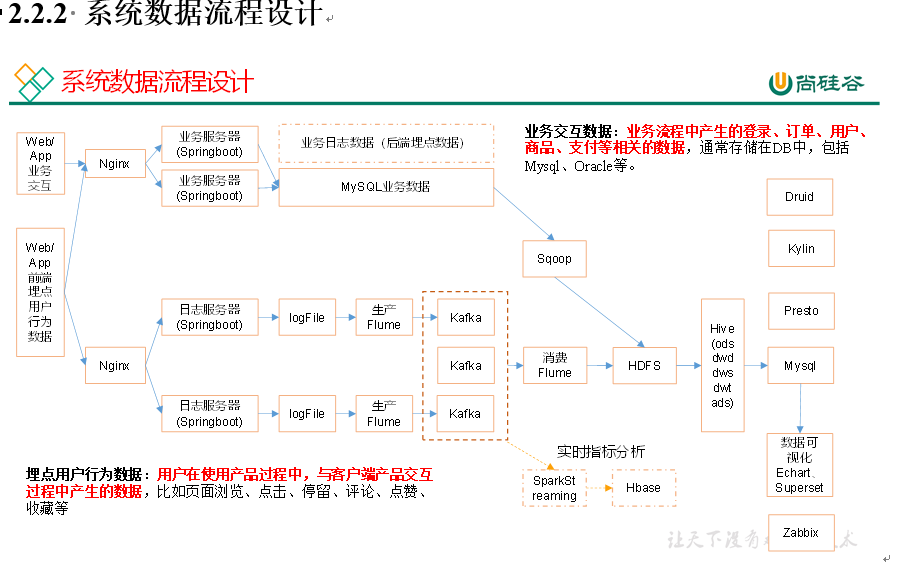 2.2.2 系统数据流程设计
系统数据流程设计
尚硅谷
Web/
App
业务
交互
Nginx
业务服务器
(Springboot)
业务服务器
(Springboot)
业务日志数据（后端埋点数据)
MySQL业务数据
业务交互数据：业务流程中产生的登录、订单、用户、
商品、支付等相关的数据，通常存储在DB中，包括
Mysql、Oracle等。
Web/
App
前端
埋点
用户
行为
数据
Nginx
日志服务器
(Springboot)
logFile
生产
Flume
Kafka
Kafka
日志服务器
(Springboot)
logFile
生产
Flume
Kafka
Sqoop
消费
Flume
HDFS
Hive
(ods
dwd
dws
dwt
ads)
Druid
Kylin
Presto
Mysql
数据可
视化
Echart、
Superset
Zabbix
实时指标分析
SparkSt
reaming
Hbase
埋点用户行为数据：用户在使用产品过程中，与客户端产品交互
过程中产生的数据，比如页面浏览、点击、停留、评论、点赞、
收藏等
让天下没有